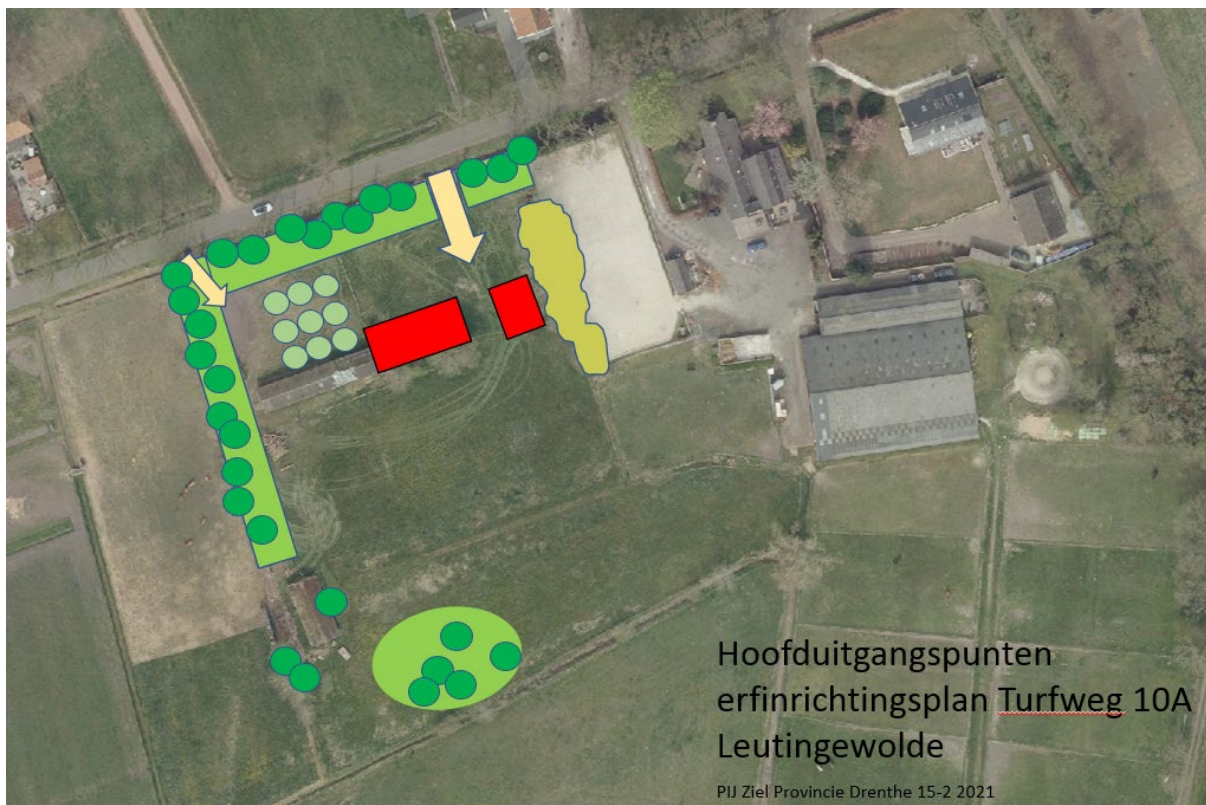 Hoofduitgangspunten
erfinrichtingsplan Turfweg 10A
Leutingewolde
PIJ Ziel Provincie Drenthe 15-2 2021